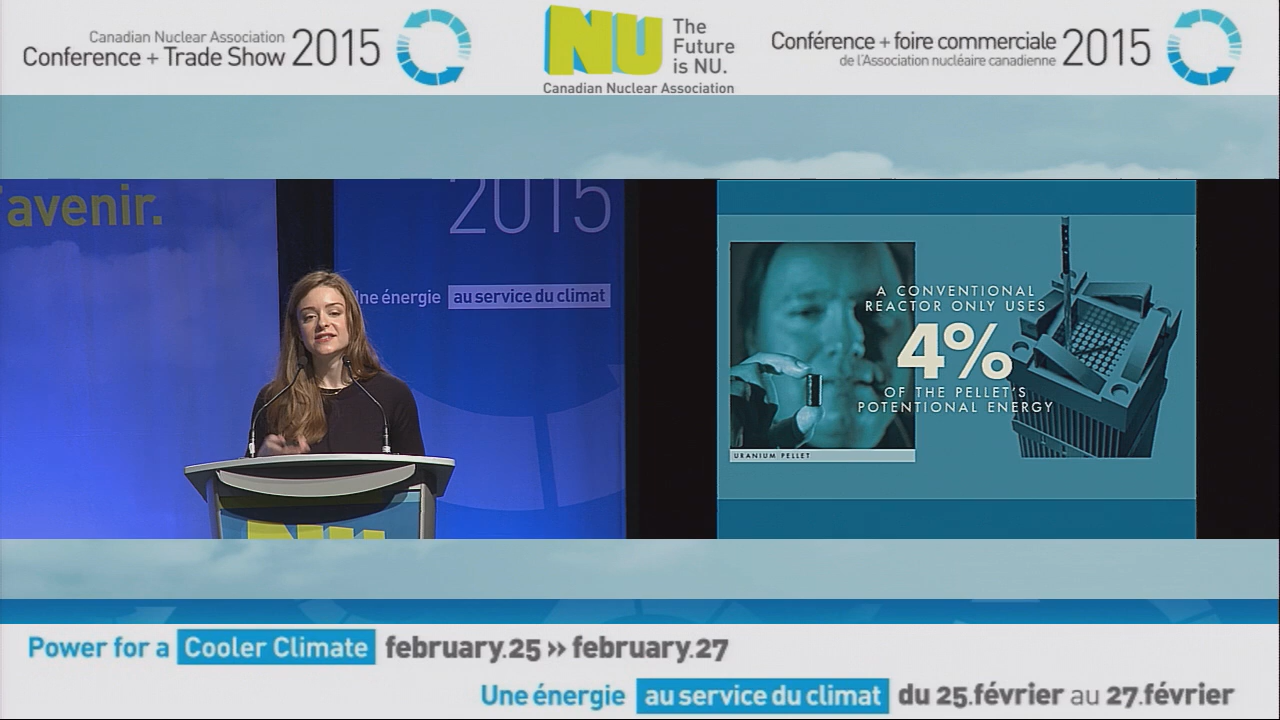 Canadian Nuclear Association
Conference + Trade Show 2015
NU The
Future
is NU.
Canadian Nuclear Association
Conférence + foire commerciale 2015
de l'Association nucléaire canadienne
'avenir.
2015
Une énergie au service du climat
NU
A CONVENTIONAL
REACTOR ONLY USES
4%
OF THE PELLET'S
POTENTIONAL ENERGY
URANIUM PELLET
Power for a Cooler Climate february.25 ›› february.27
Une énergie au service du climat du 25.février au 27.février